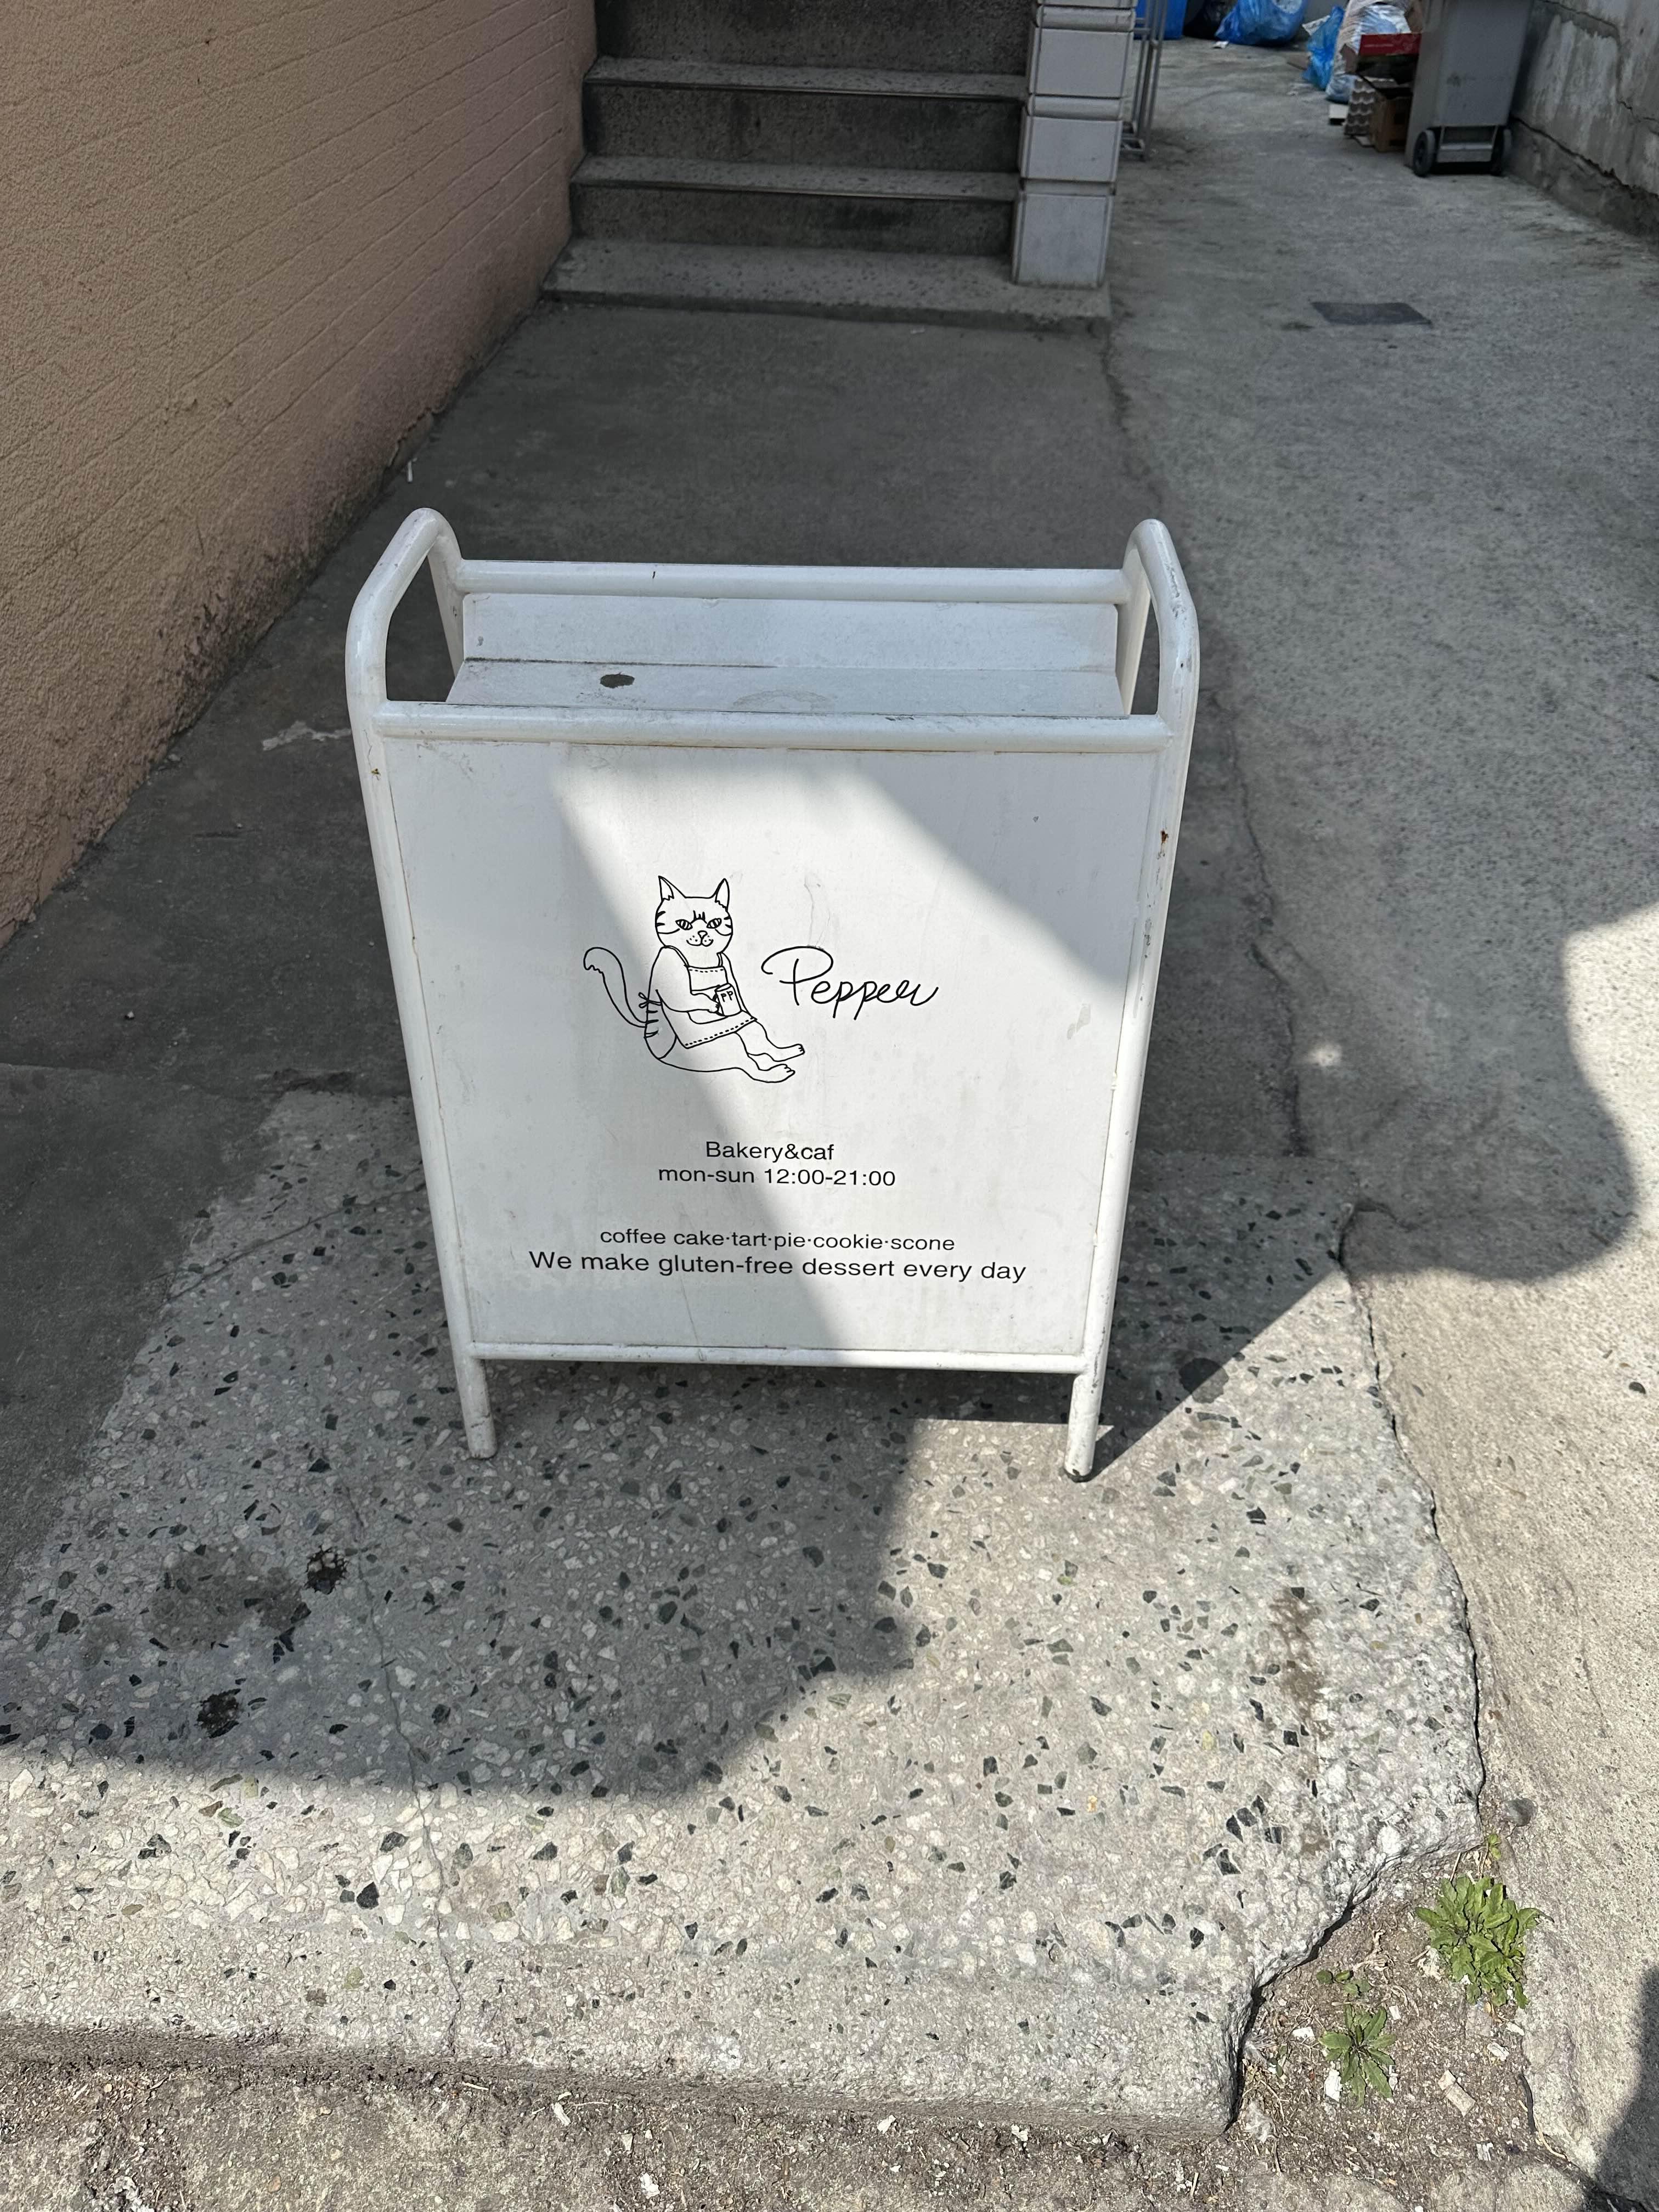 Pepper
PP
Bakery&caf
mon-sun 12:00-21:00
coffee cake·tart·pie·cookie·scone
We make gluten-free dessert every day